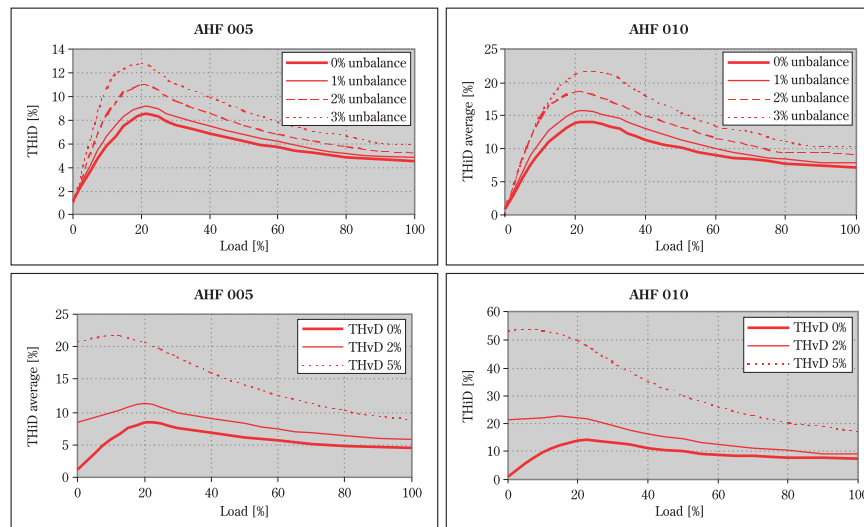 AHF 005
THiD [%]
14
12
10
8
6
4
2
0
0% unbalance
1% unbalance
2% unbalance
3% unbalance
0 20 40 60 80 100
Load [%]
AHF 010
THiD average [%]
25
20
15
10
5
0
0% unbalance
1% unbalance
2% unbalance
3% unbalance
0 20 40 60 80 100
Load [%]
AHF 005
THiD average [%]
25
20
15
10
5
0
THvD 0%
THvD 2%
THvD 5%
0 20 40 60 80 100
Load [%]
AHF 010
THiD [%]
60
50
40
30
20
10
0
THvD 0%
THvD 2%
THvD 5%
0 20 40 60 80 100
Load [%]